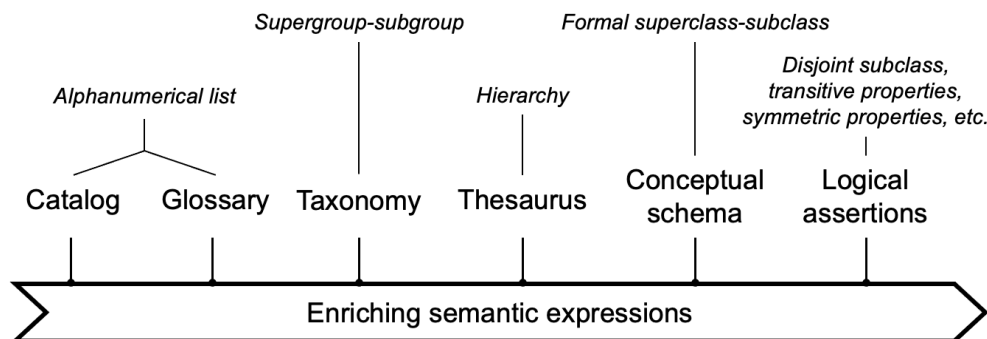 Supergroup-subgroup
Formal superclass-subclass
Alphanumerical list
Hierarchy
Disjoint subclass,
transitive properties,
symmetric properties, etc.
Catalog
Glossary
Taxonomy
Thesaurus
Conceptual
schema
Logical
assertions
Enriching semantic expressions